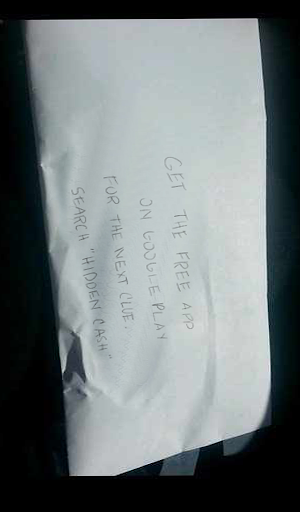 GET THE FREE APP
ON GOOGLE PLAY
FOR THE NEXT CLUE.
SEARCH "HIDDEN CASH"